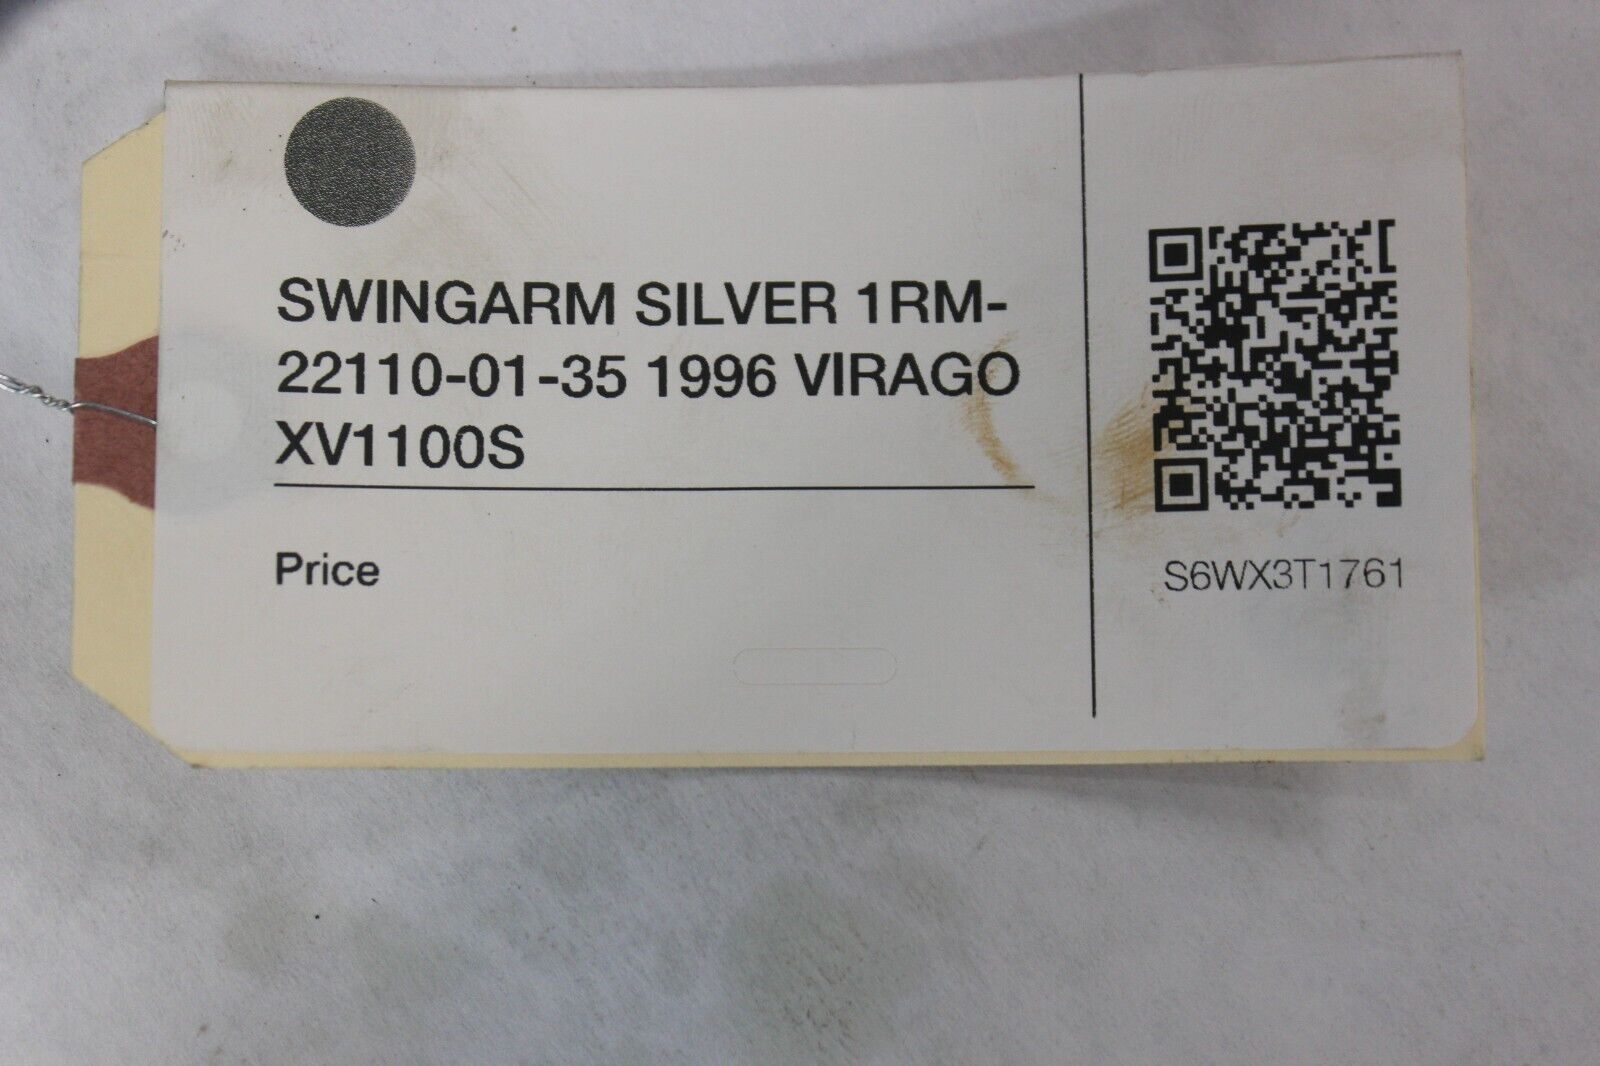 SWINGARM SILVER 1RM-
22110-01-35 1996 VIRAGO
XV1100S
Price
S6WX3T1761